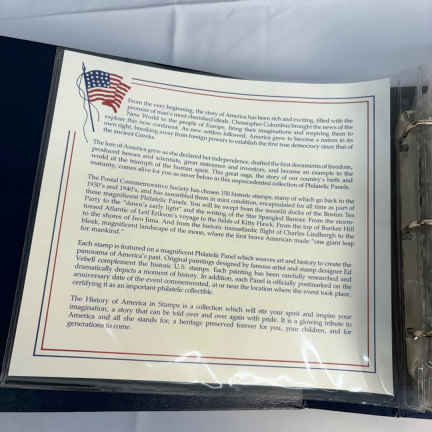 From the very beginning, the story of America has been rich and exciting, filled with the
promise of man's most cherished ideals. Christopher Columbus brought the news of the
New World to the people of Europe, firing their imaginations and inspiring them to
explore this new continent. As new settlers followed, America grew to become a nation in its
own right, breaking away from foreign powers to establish the first true democracy since that of
the ancient Greeks.
The lure of America grew as she declared her independence, drafted the first documents of freedom,
produced heroes and scientists, great statesmen and inventors, and became an example to the
world of the triumph of the human spirit. This great saga, the story of our country's birth and
maturity, comes alive for you as never before in this unprecedented collection of Philatelic Panels.
The Postal Commemorative Society has chosen historic stamps, many of which go back to the
1930's and 1940's, and has assembled them in mint condition, unrepeatable for all time as part of
these magnificent Philatelic Panels. You will be swept from the moonlit docks of the Boston Tea
Party to the "dawn's early light" and the writing of the Star Spangled Banner. From the storm-
tossed Atlantic of Leif Erikson's voyage to the fields of Kitty Hawk. From the top of Bunker Hill
to the shores of Iwo Jima. And from the historic transatlantic flight of Charles Lindbergh to the
bleak, magnificent landscape of the moon, where the first brave American made "one giant leap
for mankind."
Each stamp is featured on a magnificent Philatelic Panel which weaves art and history to create the
panorama of America's past. Original paintings designed by famous artist and stamp designer Ed
Vebell complement the historic U.S. stamps. Each painting has been carefully researched and
dramatically depicts a moment of history. In addition, each Panel is officially postmarked on the
anniversary date of the event commemorated, at or near the location where the event took place,
certifying it as an important philatelic collectible.
The History of America in Stamps is a collection which will stir your spirit and inspire your
imagination, a story that can be told over and over again with pride. It is a glowing tribute to
America and all she stands for, a heritage preserved forever for you, your children, and for
generations to come.